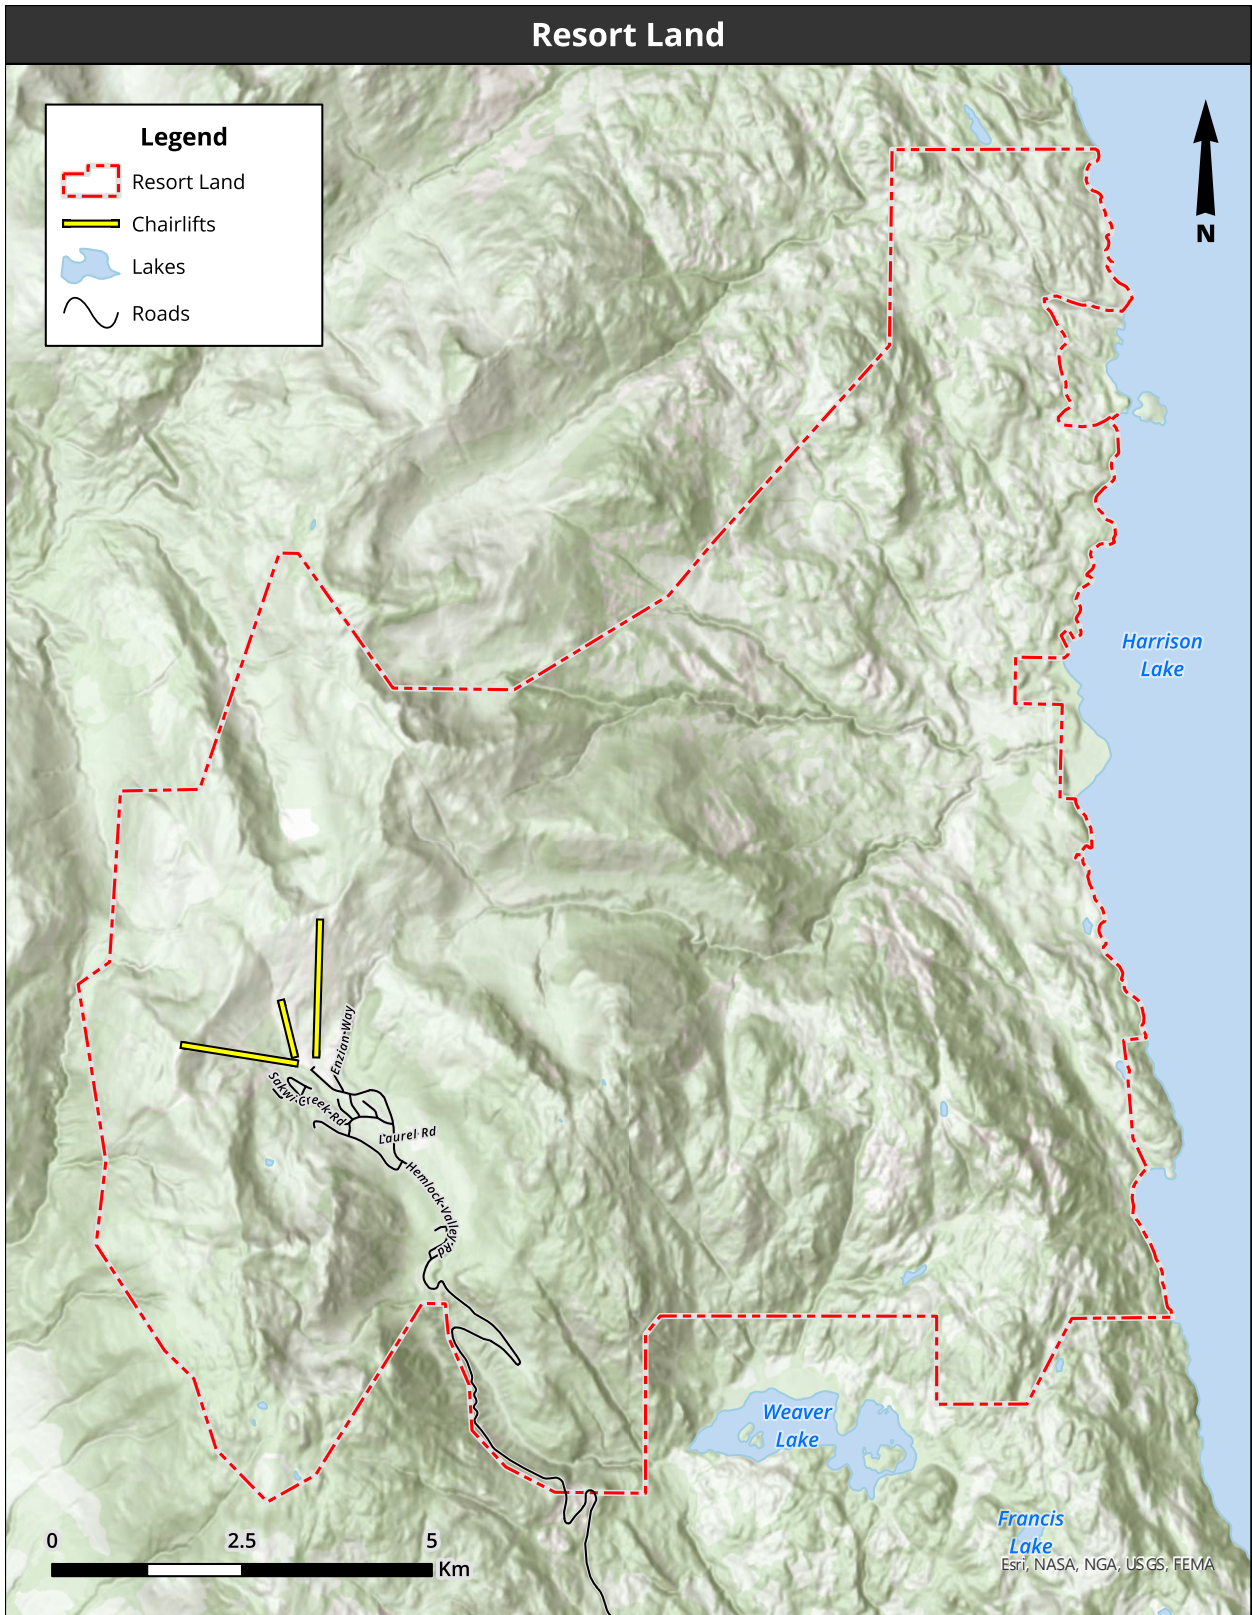 Resort Land
Legend
Resort Land
Chairlifts
Lakes
Roads
N
Harrison
Lake
Enzian Way
Sakwi Creek Rd
Laurel Rd
Hemlock Valley Rd
Weaver
Lake
Francis
Lake
0 2.5 5
Km
Esri, NASA, NGA, USGS, FEMA